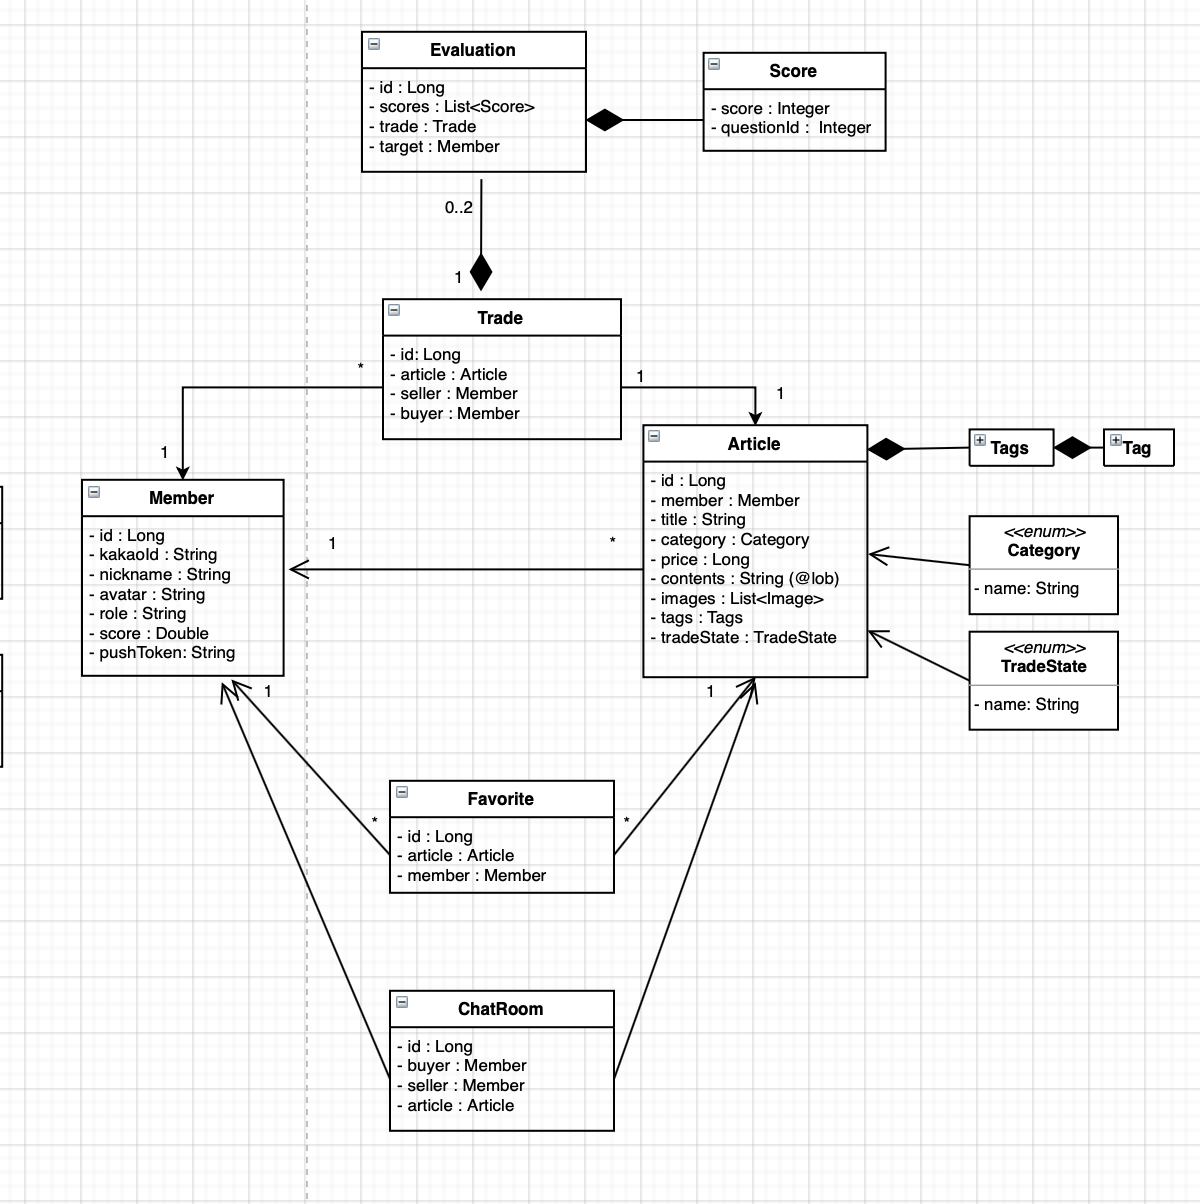 Evaluation
- id : Long
- scores : List<Score>
- trade : Trade
- target : Member
Score
- score : Integer
- questionId :  Integer
0..2
1
Trade
- id: Long
- article : Article
- seller : Member
- buyer : Member
*
1
1
1
Article
- id : Long
- member : Member
- title : String
- category : Category
- price : Long
- contents : String (@lob)
- images : List<Image>
- tags : Tags
- tradeState : TradeState
Tags
Tag
Member
- id : Long
- kakaoId : String
- nickname : String
- avatar : String
- role : String
- score : Double
- pushToken: String
1
*
<<enum>>
Category
- name: String
<<enum>>
TradeState
- name: String
1
1
*
*
Favorite
- id : Long
- article : Article
- member : Member
ChatRoom
- id : Long
- buyer : Member
- seller : Member
- article : Article